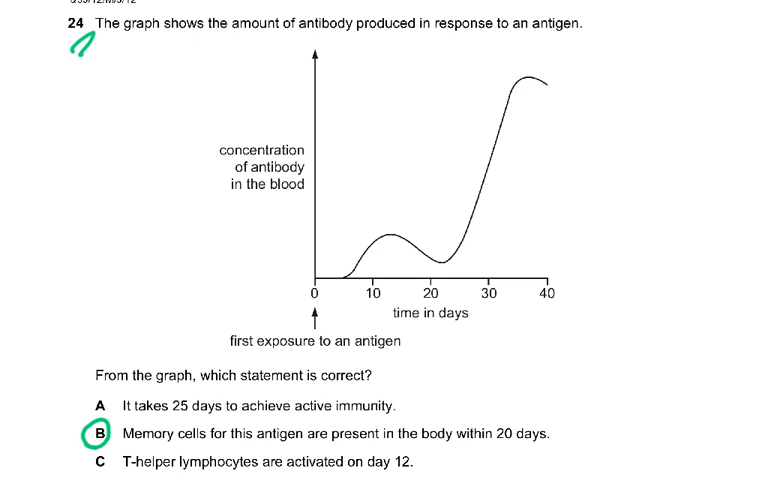 24 The graph shows the amount of antibody produced in response to an antigen.
concentration
of antibody
in the blood
0 10 20 30 40
time in days
first exposure to an antigen
From the graph, which statement is correct?
A It takes 25 days to achieve active immunity.
B Memory cells for this antigen are present in the body within 20 days.
C T-helper lymphocytes are activated on day 12.